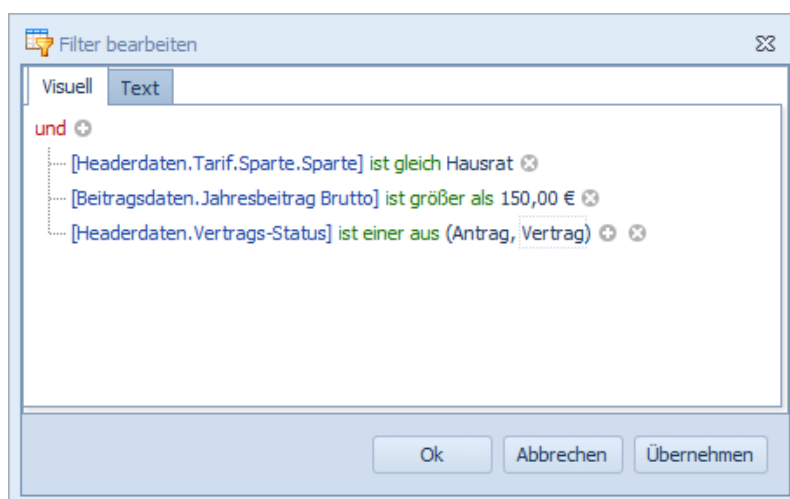 Filter bearbeiten
Visuell Text
und
[Headerdaten.Tarif.Sparte.Sparte] ist gleich Hausrat
[Beitragsdaten.Jahresbeitrag Brutto] ist größer als 150,00 €
[Headerdaten.Vertrags-Status] ist einer aus (Antrag, Vertrag)
Ok Abbrechen Übernehmen